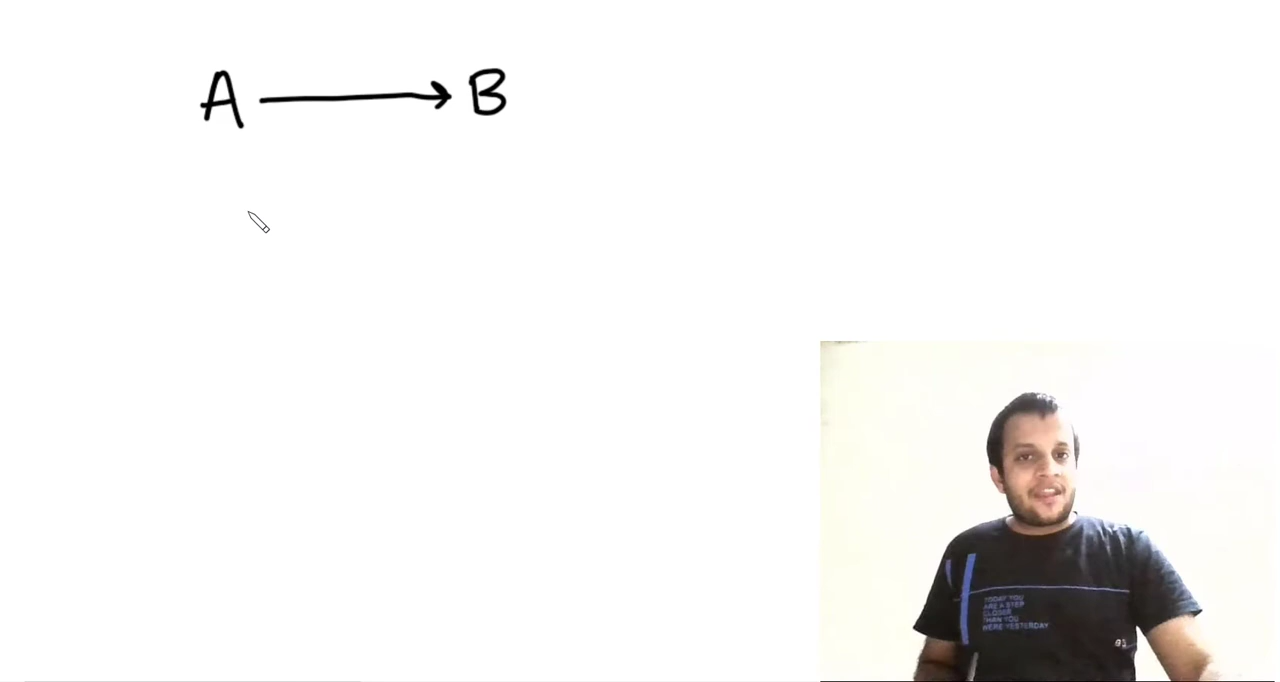 A → B
TODAY YOU
ARE A STEP
CLOSER
THAN YOU
WERE YESTERDAY